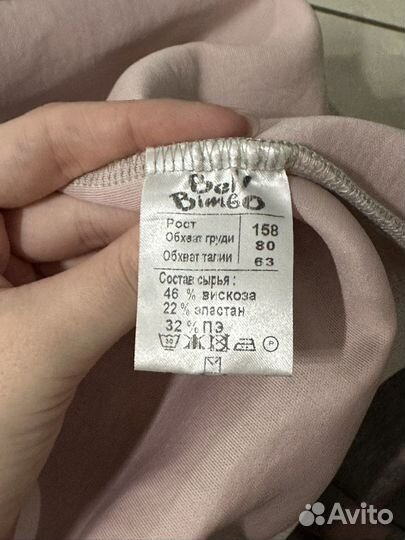 Bell
Bimbo
Рост 158
Обхват груди 80
Обхват талии 63
Состав сырья:
46 % вискоза
22 % эластан
32 % ПЭ
30 P
M
Avito